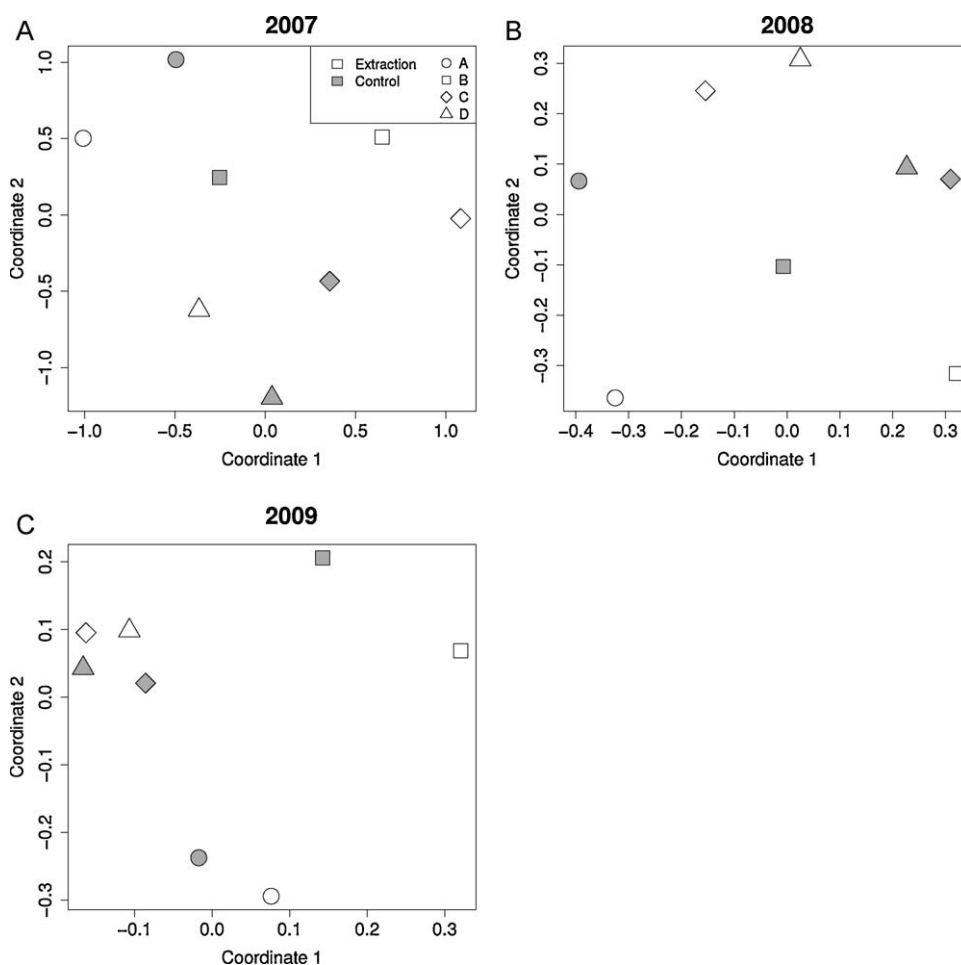 A
2007
Extraction
Control
A
B
C
D
1.0
0.5
0.0
−0.5
−1.0
Coordinate 2
−1.0 −0.5 0.0 0.5 1.0
Coordinate 1
B
2008
0.3
0.2
0.1
0.0
−0.1
−0.3
Coordinate 2
−0.4 −0.3 −0.2 −0.1 0.0 0.1 0.2 0.3
Coordinate 1
C
2009
0.2
0.1
0.0
−0.1
−0.2
−0.3
Coordinate 2
−0.1 0.0 0.1 0.2 0.3
Coordinate 1